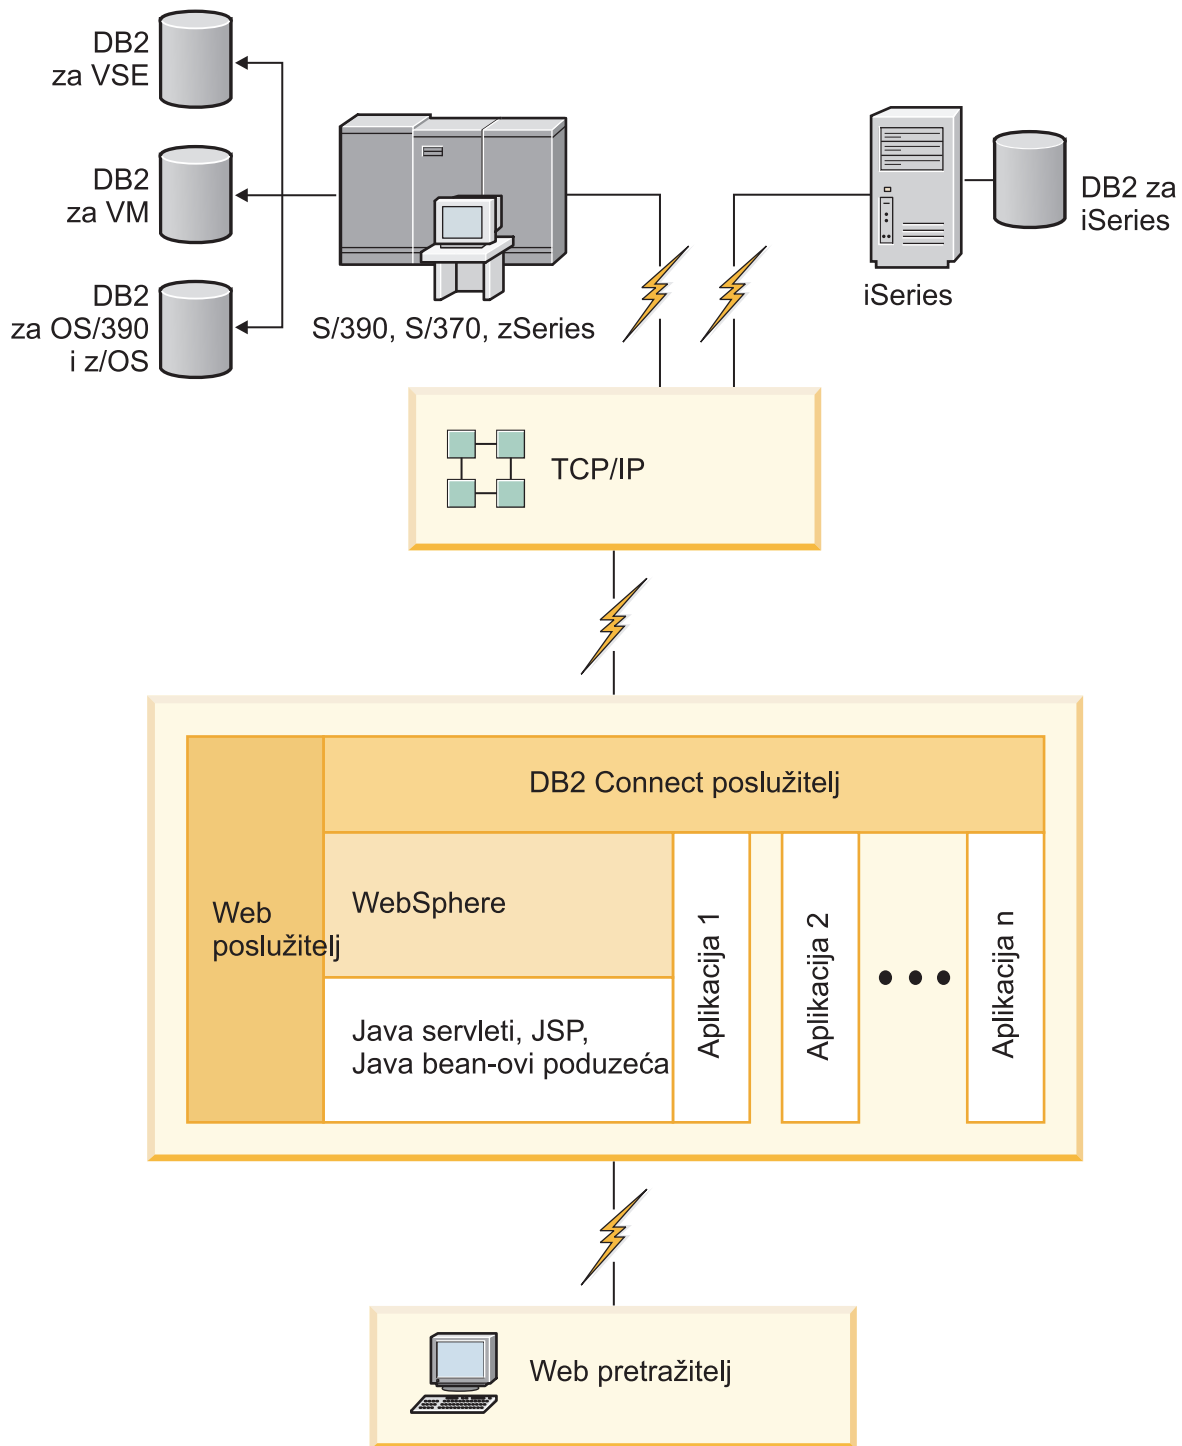 DB2
za VSE
DB2
za VM
DB2
za OS/390
i z/OS
S/390, S/370, zSeries
iSeries
DB2 za
iSeries
TCP/IP
DB2 Connect poslužitelj
Web
poslužitelj
WebSphere
Java servleti, JSP,
Java bean-ovi poduzeća
Aplikacija 1
Aplikacija 2
Aplikacija n
Web pretražitelj